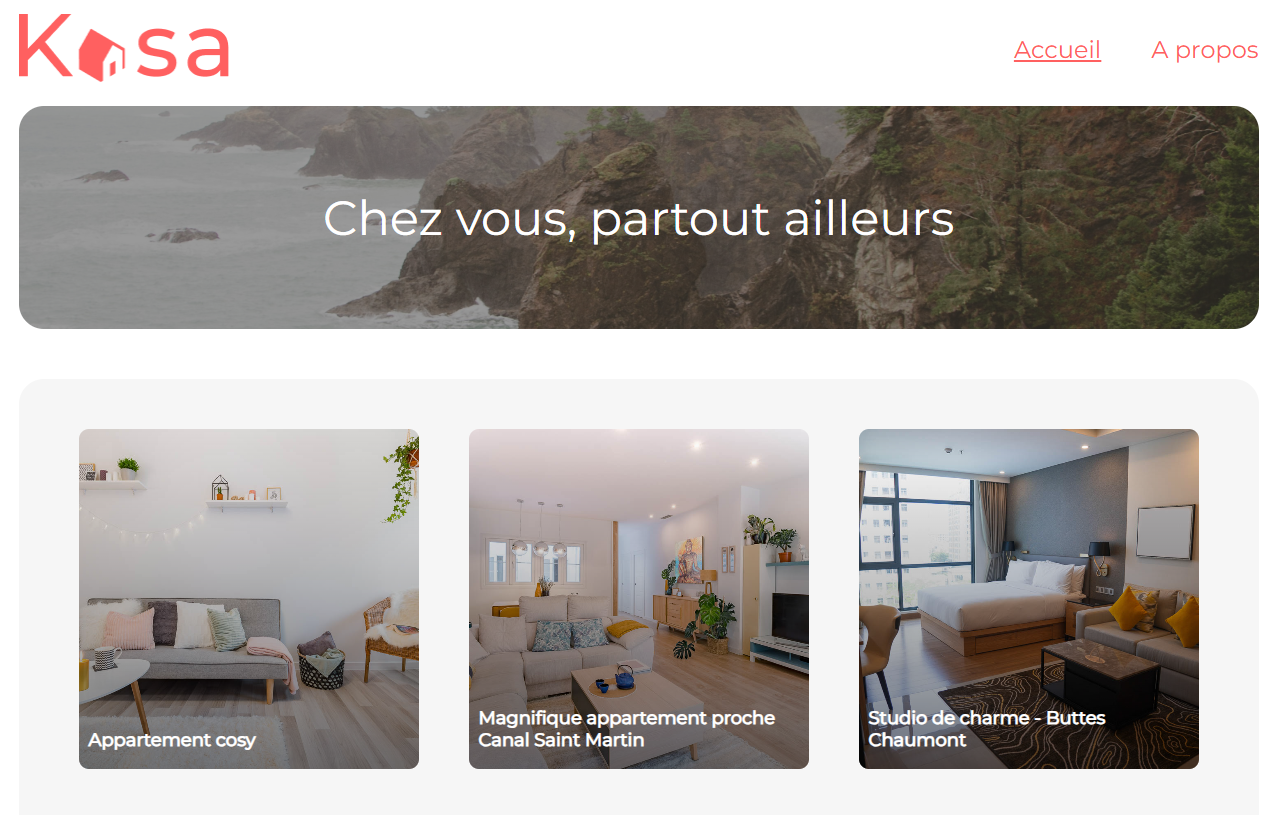 Kasa
Accueil
A propos
Chez vous, partout ailleurs
Appartement cosy
Magnifique appartement proche
Canal Saint Martin
Studio de charme - Buttes
Chaumont